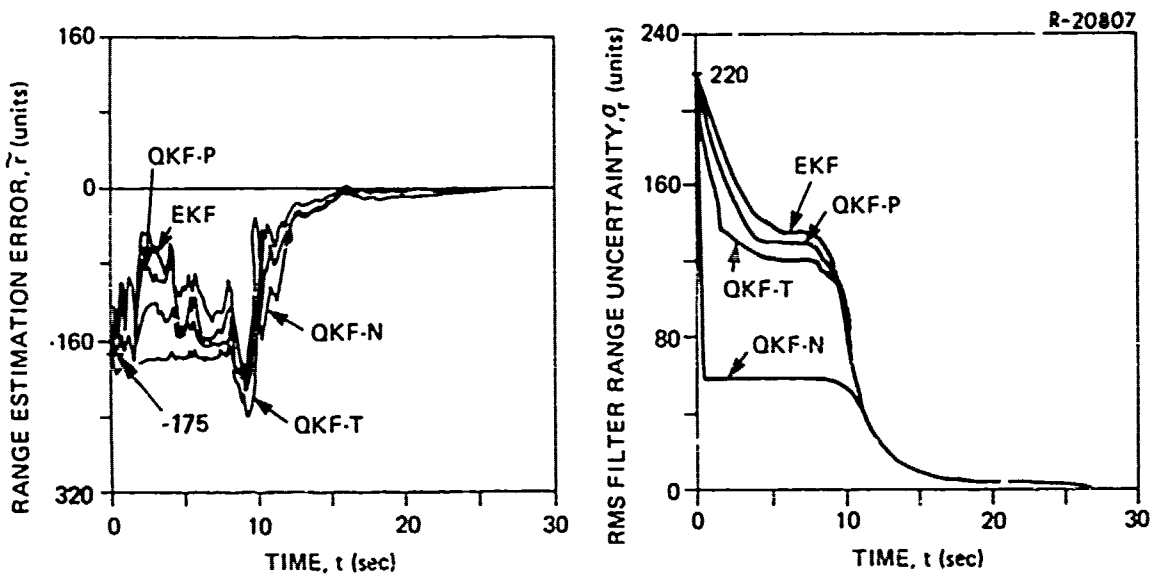 R-20807
160
80
0
·160
320
0
10
20
30
RANGE ESTIMATION ERROR, r̃ (units)
TIME, t (sec)
QKF-P
EKF
QKF-N
QKF-T
-175
240
160
80
0
0
10
20
30
RMS FILTER RANGE UNCERTAINTY, σr (units)
TIME, t (sec)
220
EKF
QKF-P
QKF-T
QKF-N